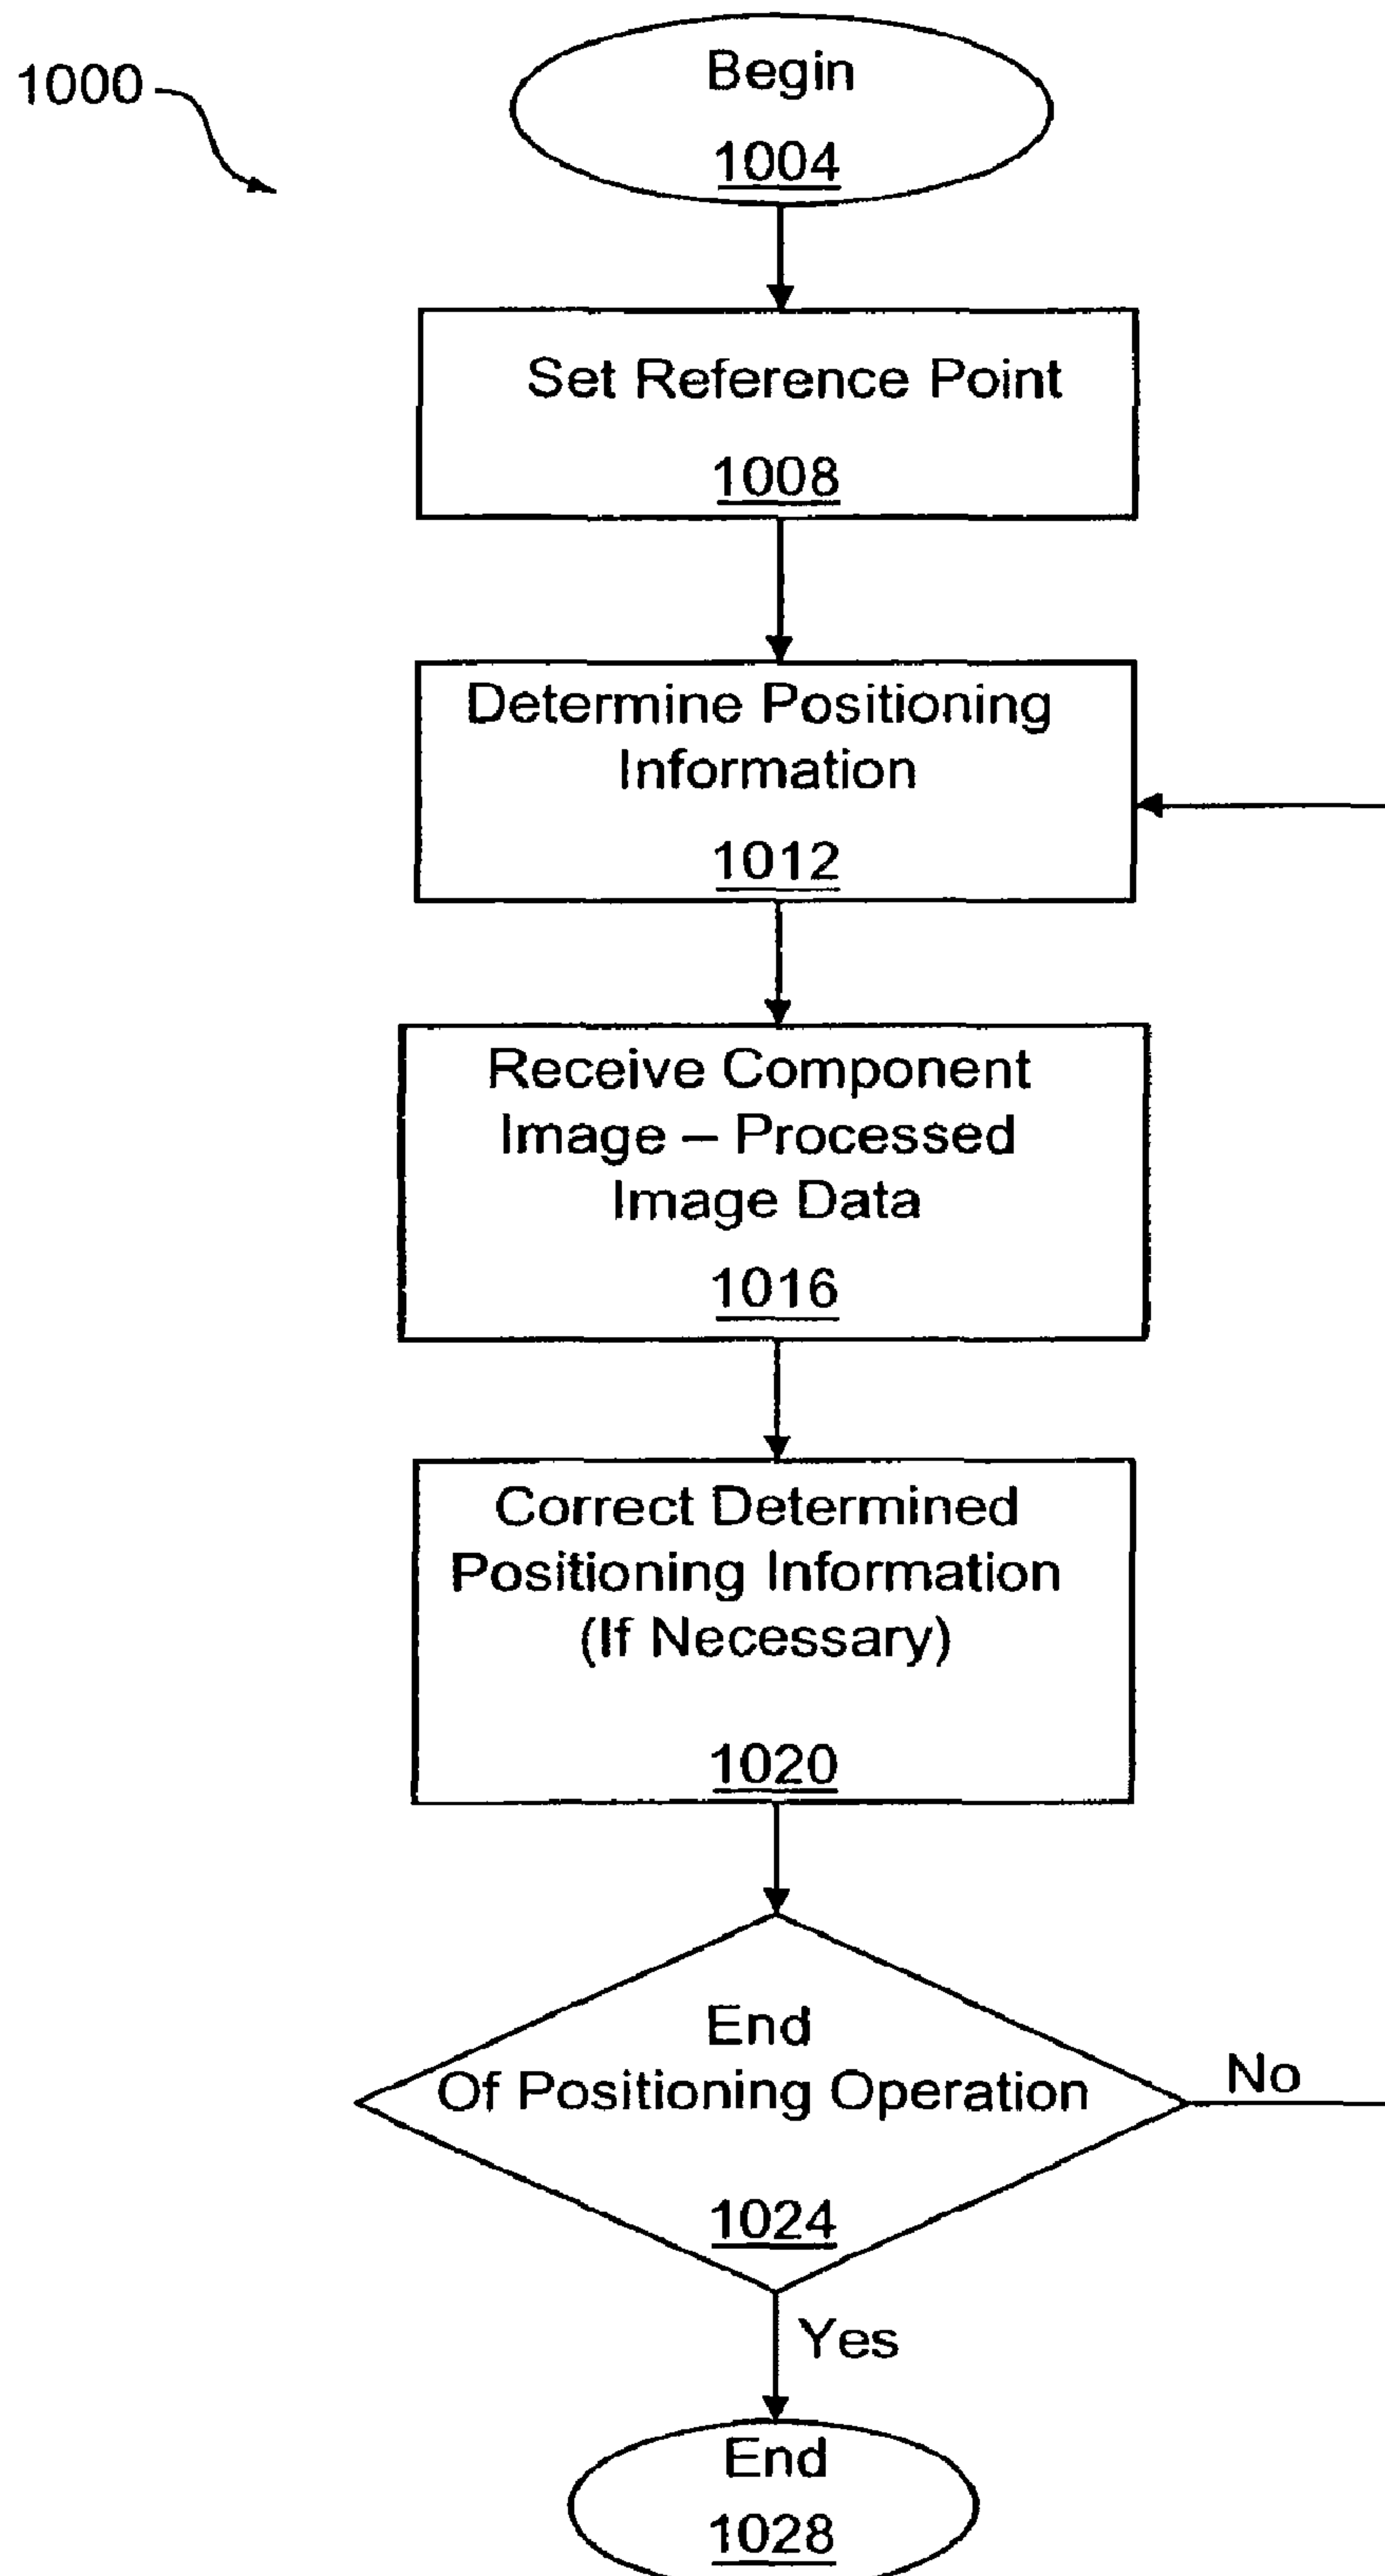 1000
Begin
1004
Set Reference Point
1008
Determine Positioning
Information
1012
Receive Component
Image – Processed
Image Data
1016
Correct Determined
Positioning Information
(If Necessary)
1020
End
Of Positioning Operation
No
1024
Yes
End
1028